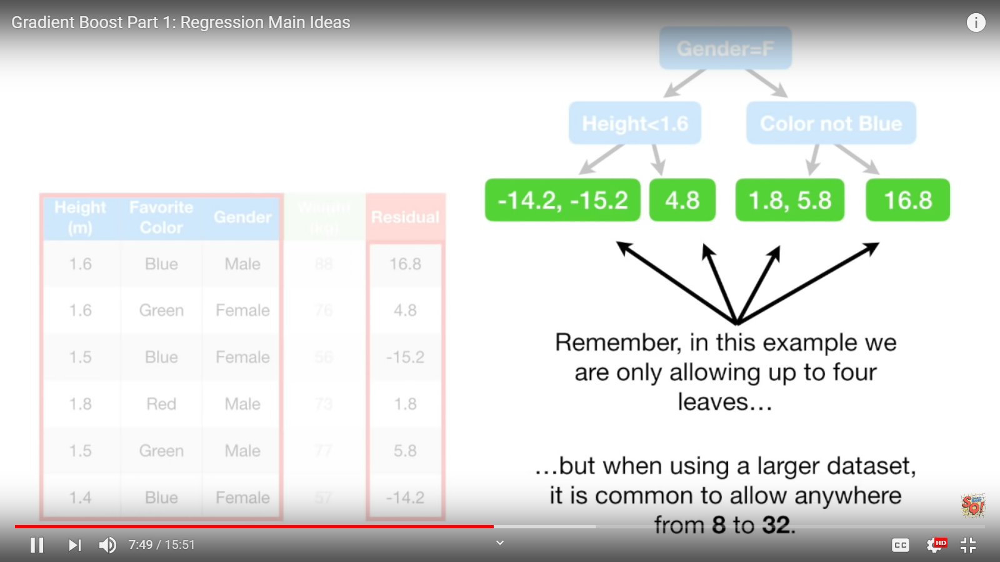 Gradient Boost Part 1: Regression Main Ideas
Gender=F
Height<1.6
Color not Blue
-14.2, -15.2
4.8
1.8, 5.8
16.8
Height (m)
Favorite Color
Gender
Weight (kg)
Residual
1.6 Blue Male 88 16.8
1.6 Green Female 76 4.8
1.5 Blue Female 56 -15.2
1.8 Red Male 73 1.8
1.5 Green Male 77 5.8
1.4 Blue Female 57 -14.2
Remember, in this example we
are only allowing up to four
leaves…
…but when using a larger dataset,
it is common to allow anywhere
from 8 to 32.
SQ!
7:49 / 15:51
CC
HD